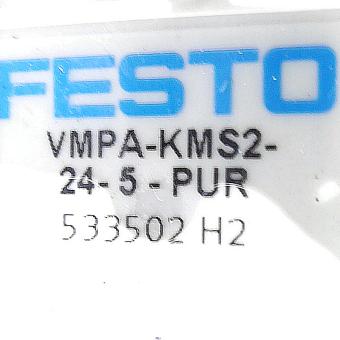 FESTO
VMPA-KMS2-
24-5-PUR
533502 H2